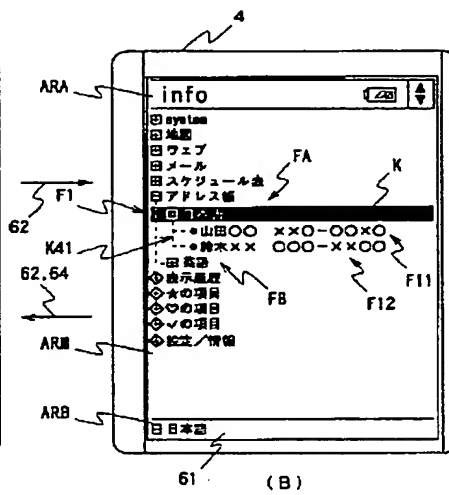 4
ARA
info
⊞system
⊞地図
⊞ウェブ
⊞メール
⊞スケジュール表
⊟アドレス帳
FA
K
62
F1
●山田○○ ××○-○○×○
●鈴木×× ○○○-××○○
K41
⊞英語
FB
F11
F12
62,64
表示履歴
★の項目
♡の項目
✓の項目
設定/情報
ARM
ARB
⊟日本語
61
(B)